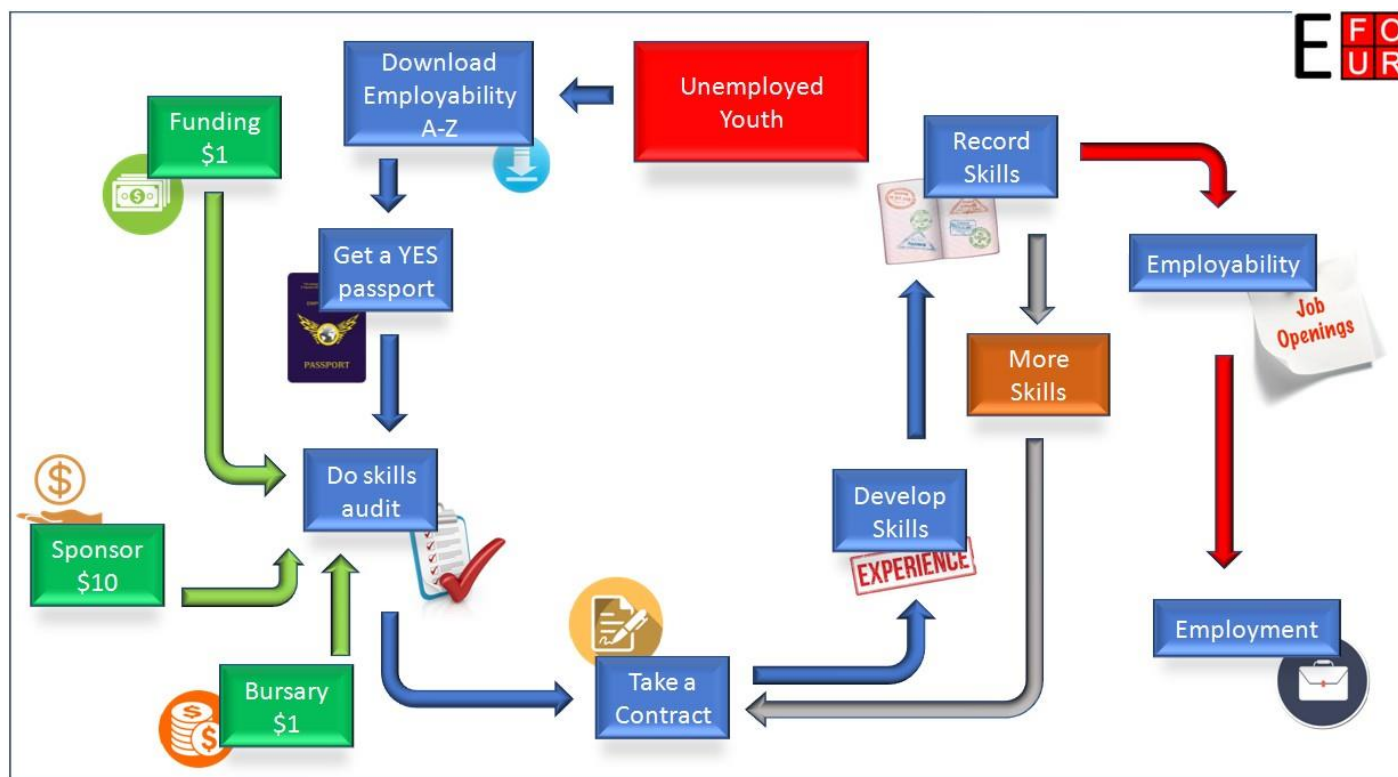 E
F O
U R
Download
Employability
A-Z
Unemployed
Youth
Funding
$1
Record
Skills
Get a YES
passport
PASSPORT
Employability
Job
Openings
More
Skills
Do skills
audit
Develop
Skills
EXPERIENCE
Sponsor
$10
Employment
Take a
Contract
Bursary
$1